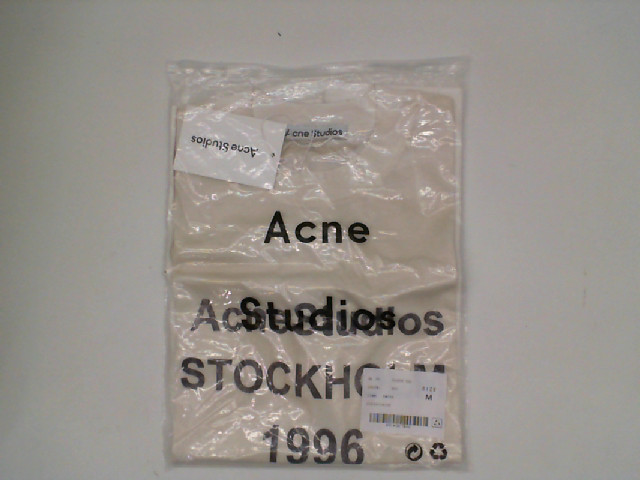 Acne Studios
Acne Studios
Acne
Studios
Acne Studios
STOCKHOLM
1996
M